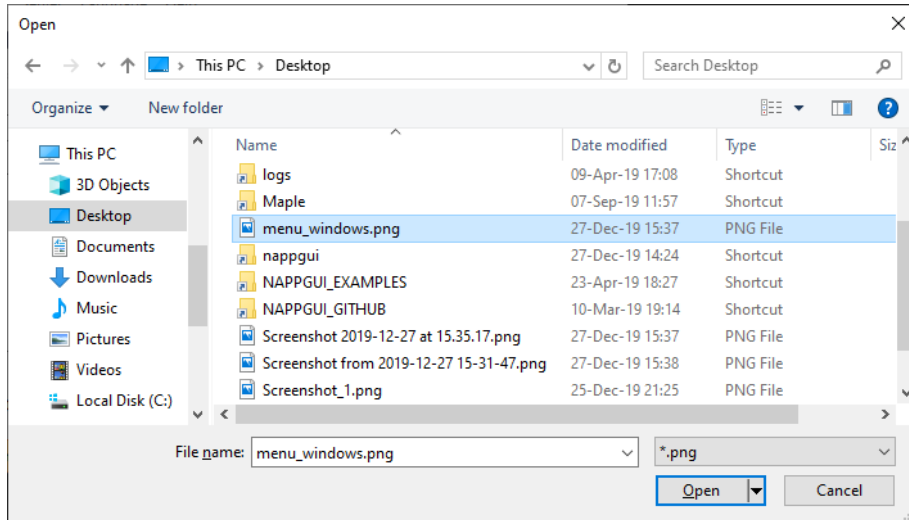 Open
This PC > Desktop
Search Desktop
Organize
New folder
This PC
3D Objects
Desktop
Documents
Downloads
Music
Pictures
Videos
Local Disk (C:)
Name Date modified Type Siz
logs 09-Apr-19 17:08 Shortcut
Maple 07-Sep-19 11:57 Shortcut
menu_windows.png 27-Dec-19 15:37 PNG File
nappgui 27-Dec-19 14:24 Shortcut
NAPPGUI_EXAMPLES 23-Apr-19 18:27 Shortcut
NAPPGUI_GITHUB 10-Mar-19 19:14 Shortcut
Screenshot 2019-12-27 at 15.35.17.png 27-Dec-19 15:37 PNG File
Screenshot from 2019-12-27 15-31-47.png 27-Dec-19 15:38 PNG File
Screenshot_1.png 25-Dec-19 21:25 PNG File
File name: menu_windows.png
*.png
Open
Cancel